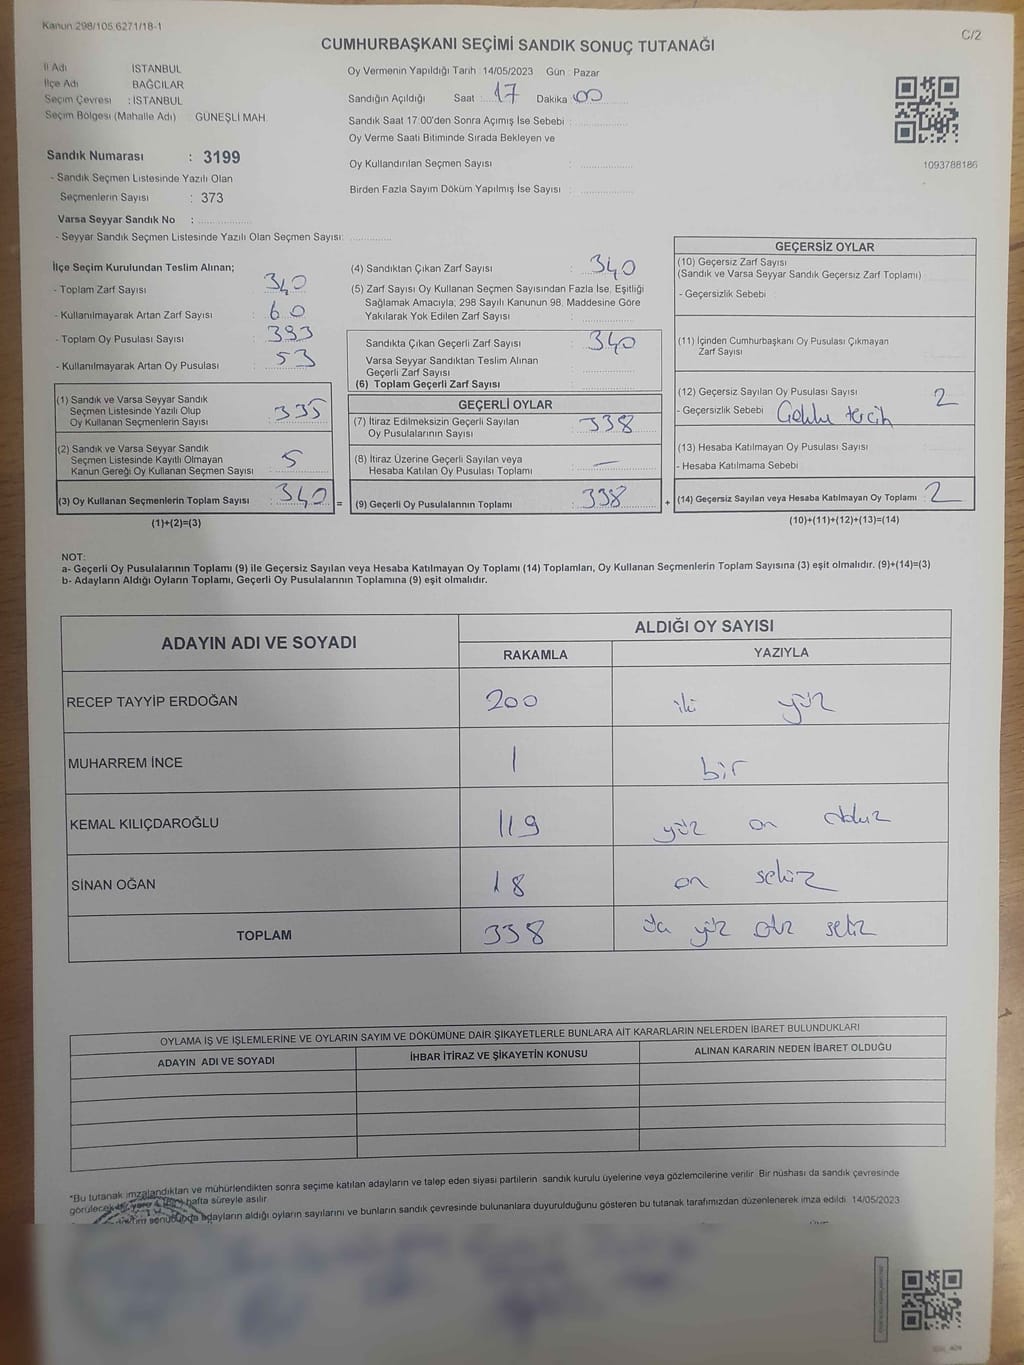 Kanun 298/105,6271/18-1
C/2
CUMHURBAŞKANI SEÇİMİ SANDIK SONUÇ TUTANAĞI
İl Adı İSTANBUL
İlçe Adı BAĞCILAR
Seçim Çevresi : İSTANBUL
Seçim Bölgesi (Mahalle Adı) : GÜNEŞLİ MAH.
Sandık Numarası : 3199
- Sandık Seçmen Listesinde Yazılı Olan
Seçmenlerin Sayısı : 373
Varsa Seyyar Sandık No :
- Seyyar Sandık Seçmen Listesinde Yazılı Olan Seçmen Sayısı:
Oy Vermenin Yapıldığı Tarih : 14/05/2023 Gün : Pazar
Sandığın Açıldığı Saat : 17 Dakika 00
Sandık Saat 17:00'den Sonra Açımış İse Sebebi :
Oy Verme Saati Bitiminde Sırada Bekleyen ve
Oy Kullandırılan Seçmen Sayısı :
Birden Fazla Sayım Döküm Yapılmış İse Sayısı :
1093788186
İlçe Seçim Kurulundan Teslim Alınan;
- Toplam Zarf Sayısı : 340
- Kullanılmayarak Artan Zarf Sayısı : 60
- Toplam Oy Pusulası Sayısı : 393
- Kullanılmayarak Artan Oy Pusulası : 53
(1) Sandık ve Varsa Seyyar Sandık
Seçmen Listesinde Yazılı Olup
Oy Kullanan Seçmenlerin Sayısı : 335
(2) Sandık ve Varsa Seyyar Sandık
Seçmen Listesinde Kayıtlı Olmayan
Kanun Gereği Oy Kullanan Seçmen Sayısı : 5
(3) Oy Kullanan Seçmenlerin Toplam Sayısı : 340 =
(1)+(2)=(3)
(4) Sandıktan Çıkan Zarf Sayısı : 340
(5) Zarf Sayısı Oy Kullanan Seçmen Sayısından Fazla İse, Eşitliği
Sağlamak Amacıyla, 298 Sayılı Kanunun 98. Maddesine Göre
Yakılarak Yok Edilen Zarf Sayısı :
Sandıkta Çıkan Geçerli Zarf Sayısı : 340
Varsa Seyyar Sandıktan Teslim Alınan
Geçerli Zarf Sayısı :
(6) Toplam Geçerli Zarf Sayısı :
GEÇERLİ OYLAR
(7) İtiraz Edilmeksizin Geçerli Sayılan
Oy Pusulalarının Sayısı : 338
(8) İtiraz Üzerine Geçerli Sayılan veya
Hesaba Katılan Oy Pusulası Toplamı : —
(9) Geçerli Oy Pusulalarının Toplamı : 338 +
GEÇERSİZ OYLAR
(10) Geçersiz Zarf Sayısı
(Sandık ve Varsa Seyyar Sandık Geçersiz Zarf Toplamı) :
- Geçersizlik Sebebi :
(11) İçinden Cumhurbaşkanı Oy Pusulası Çıkmayan
Zarf Sayısı :
(12) Geçersiz Sayılan Oy Pusulası Sayısı : 2
- Geçersizlik Sebebi : tercih
(13) Hesaba Katılmayan Oy Pusulası Sayısı :
- Hesaba Katılmama Sebebi :
(14) Geçersiz Sayılan veya Hesaba Katılmayan Oy Toplamı : 2
(10)+(11)+(12)+(13)=(14)
NOT:
a- Geçerli Oy Pusulalarının Toplamı (9) ile Geçersiz Sayılan veya Hesaba Katılmayan Oy Toplamı (14) Toplamları, Oy Kullanan Seçmenlerin Toplam Sayısına (3) eşit olmalıdır. (9)+(14)=(3)
b- Adayların Aldığı Oyların Toplamı, Geçerli Oy Pusulalarının Toplamına (9) eşit olmalıdır.
ADAYIN ADI VE SOYADI ALDIĞI OY SAYISI
RAKAMLA YAZIYLA
RECEP TAYYİP ERDOĞAN 200 iki yüz
MUHARREM İNCE 1 bir
KEMAL KILIÇDAROĞLU 119 yüz on dokuz
SİNAN OĞAN 18 on sekiz
TOPLAM 338 üç yüz otuz sekiz
OYLAMA İŞ VE İŞLEMLERİNE VE OYLARIN SAYIM VE DÖKÜMÜNE DAİR ŞİKAYETLERLE BUNLARA AİT KARARLARIN NELERDEN İBARET BULUNDUKLARI
ADAYIN ADI VE SOYADI İHBAR İTİRAZ VE ŞİKAYETİN KONUSU ALINAN KARARIN NEDEN İBARET OLDUĞU
*Bu tutanak imzalandıktan ve mühürlendikten sonra seçime katılan adayların ve talep eden siyasi partilerin sandık kurulu üyelerine veya gözlemcilerine verilir. Bir nüshası da sandık çevresinde
görülecek bir yere hafta süreyle asılır.
sonucunda adayların aldığı oyların sayılarını ve bunların sandık çevresinde bulunanlara duyurulduğunu gösteren bu tutanak tarafımızdan düzenlenerek imza edildi. 14/05/2023